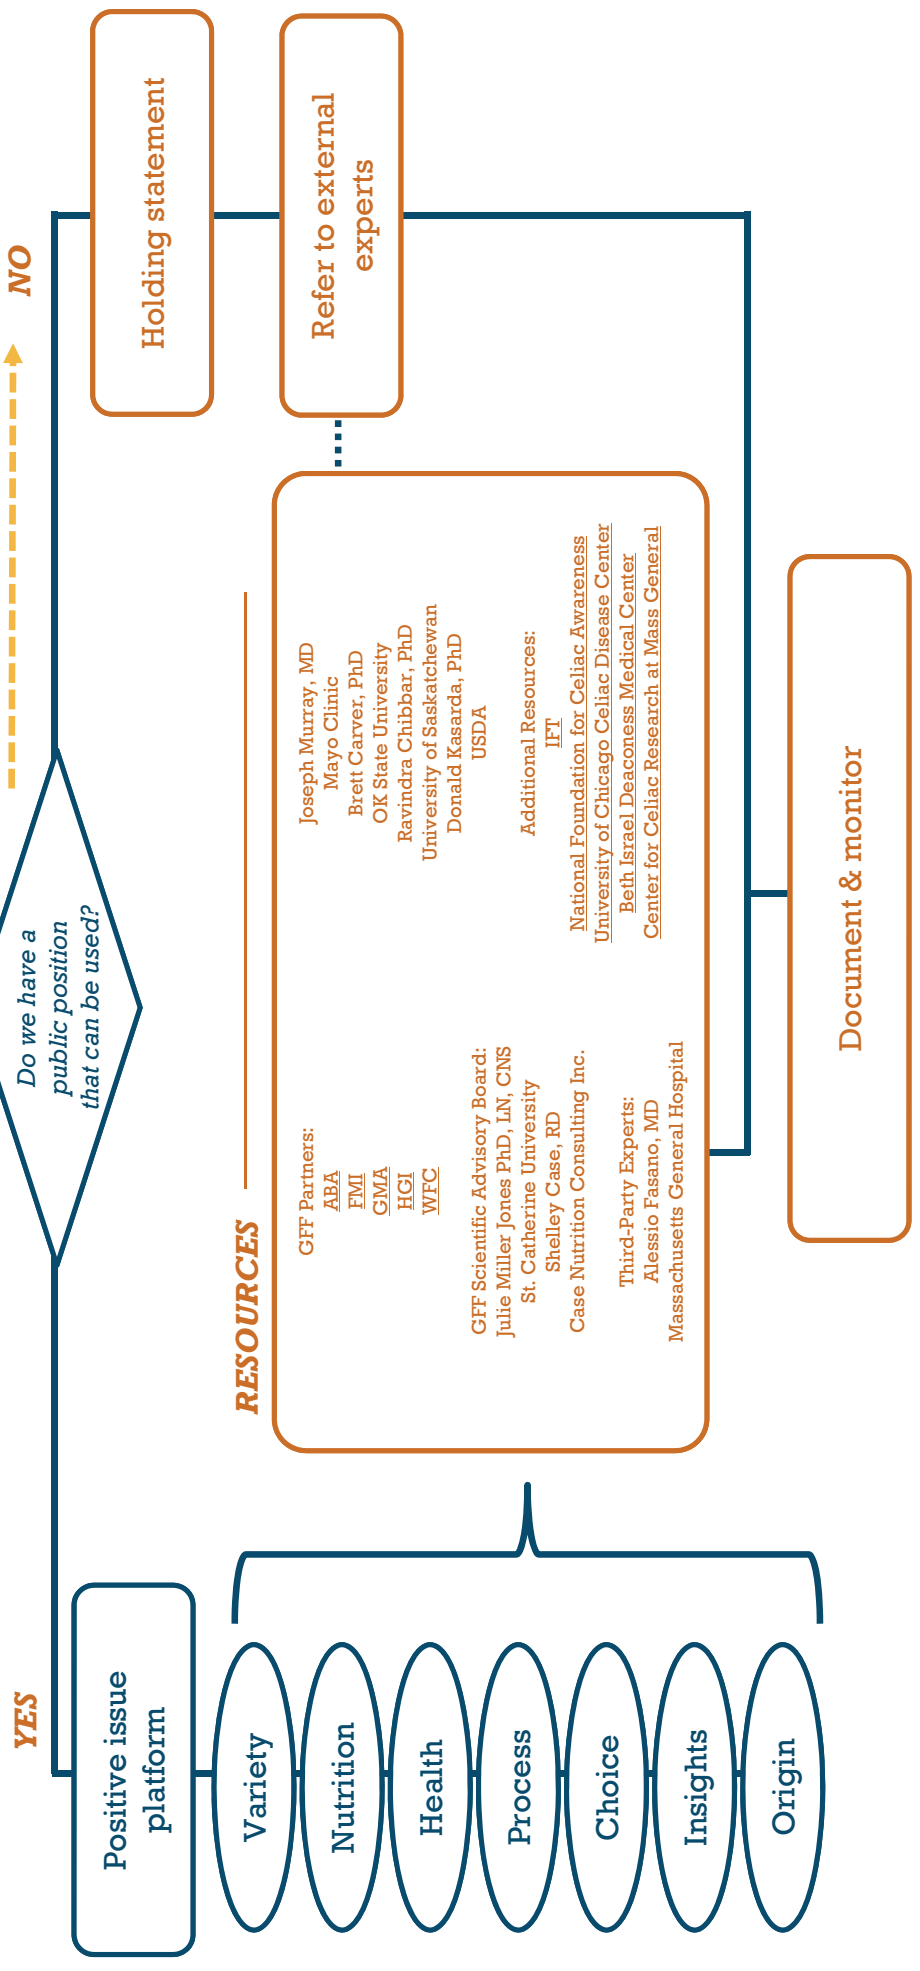 Do we have a
public position
that can be used?
YES
NO
Positive issue
platform
Variety
Nutrition
Health
Process
Choice
Insights
Origin
RESOURCES
GFF Partners:
ABA
FMI
GMA
HGI
WFC
GFF Scientific Advisory Board:
Julie Miller Jones PhD, LN, CNS
St. Catherine University
Shelley Case, RD
Case Nutrition Consulting Inc.
Third-Party Experts:
Alessio Fasano, MD
Massachusetts General Hospital
Joseph Murray, MD
Mayo Clinic
Brett Carver, PhD
OK State University
Ravindra Chibbar, PhD
University of Saskatchewan
Donald Kasarda, PhD
USDA
Additional Resources:
IFT
National Foundation for Celiac Awareness
University of Chicago Celiac Disease Center
Beth Israel Deaconess Medical Center
Center for Celiac Research at Mass General
Holding statement
Refer to external
experts
Document & monitor